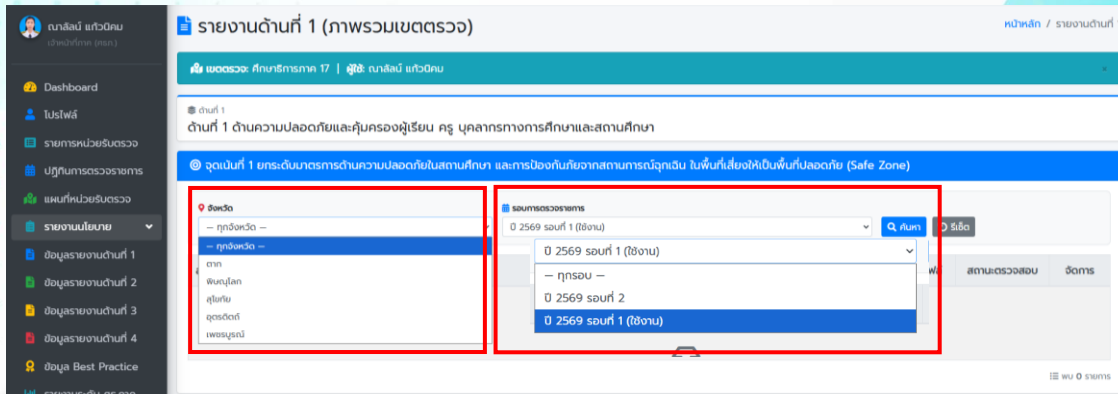 ณาลัลน์ แก้วนิคม
เจ้าหน้าที่ภาค (ศธภ.)
Dashboard
โปรไฟล์
รายการหน่วยรับตรวจ
ปฏิทินการตรวจราชการ
แผนที่หน่วยรับตรวจ
รายงานนโยบาย
ข้อมูลรายงานด้านที่ 1
ข้อมูลรายงานด้านที่ 2
ข้อมูลรายงานด้านที่ 3
ข้อมูลรายงานด้านที่ 4
ข้อมูล Best Practice
รายงานด้านที่ 1 (ภาพรวมเขตตรวจ)
หน้าหลัก / รายงานด้านที่ 1
เขตตรวจ: ศึกษาธิการภาค 17 | ผู้ใช้: ณาลัลน์ แก้วนิคม
ด้านที่ 1
ด้านที่ 1 ด้านความปลอดภัยและคุ้มครองผู้เรียน ครู บุคลากรทางการศึกษาและสถานศึกษา
จุดเน้นที่ 1 ยกระดับมาตรการด้านความปลอดภัยในสถานศึกษา และการป้องกันภัยจากสถานการณ์ฉุกเฉิน ในพื้นที่เสี่ยงให้เป็นพื้นที่ปลอดภัย (Safe Zone)
จังหวัด
— ทุกจังหวัด —
— ทุกจังหวัด —
ตาก
พิษณุโลก
สุโขทัย
อุตรดิตถ์
เพชรบูรณ์
รอบการตรวจราชการ
ปี 2569 รอบที่ 1 (ใช้งาน)
ค้นหา
รีเซ็ต
ปี 2569 รอบที่ 1 (ใช้งาน)
— ทุกรอบ —
ปี 2569 รอบที่ 2
ปี 2569 รอบที่ 1 (ใช้งาน)
สถานะตรวจสอบ
จัดการ
พบ 0 รายการ